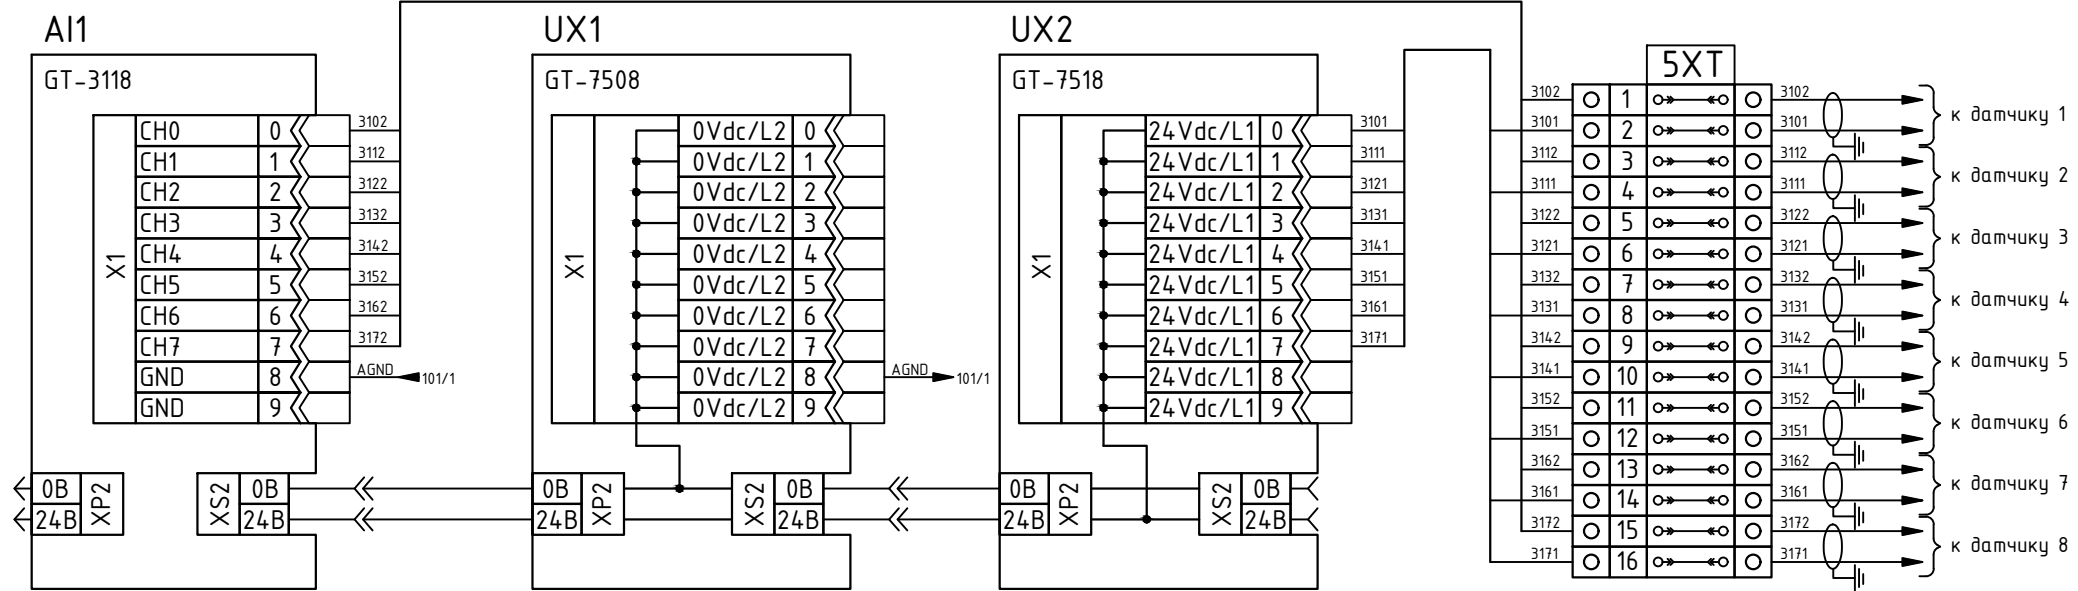 AI1
GT-3118
X1
CH0 0 3102
CH1 1 3112
CH2 2 3122
CH3 3 3132
CH4 4 3142
CH5 5 3152
CH6 6 3162
CH7 7 3172
GND 8 AGND 101/1
GND 9
0В XP2 XS2 0В
24В 24В
UX1
GT-7508
X1
0Vdc/L2 0
0Vdc/L2 1
0Vdc/L2 2
0Vdc/L2 3
0Vdc/L2 4
0Vdc/L2 5
0Vdc/L2 6
0Vdc/L2 7
0Vdc/L2 8 AGND 101/1
0Vdc/L2 9
0В XP2 XS2 0В
24В 24В
UX2
GT-7518
X1
24Vdc/L1 0 3101
24Vdc/L1 1 3111
24Vdc/L1 2 3121
24Vdc/L1 3 3131
24Vdc/L1 4 3141
24Vdc/L1 5 3151
24Vdc/L1 6 3161
24Vdc/L1 7 3171
24Vdc/L1 8
24Vdc/L1 9
0В XP2 XS2 0В
24В 24В
5XT
3102 1 3102
3101 2 3101
к датчику 1
3112 3 3112
3111 4 3111
к датчику 2
3122 5 3122
3121 6 3121
к датчику 3
3132 7 3132
3131 8 3131
к датчику 4
3142 9 3142
3141 10 3141
к датчику 5
3152 11 3152
3151 12 3151
к датчику 6
3162 13 3162
3161 14 3161
к датчику 7
3172 15 3172
3171 16 3171
к датчику 8